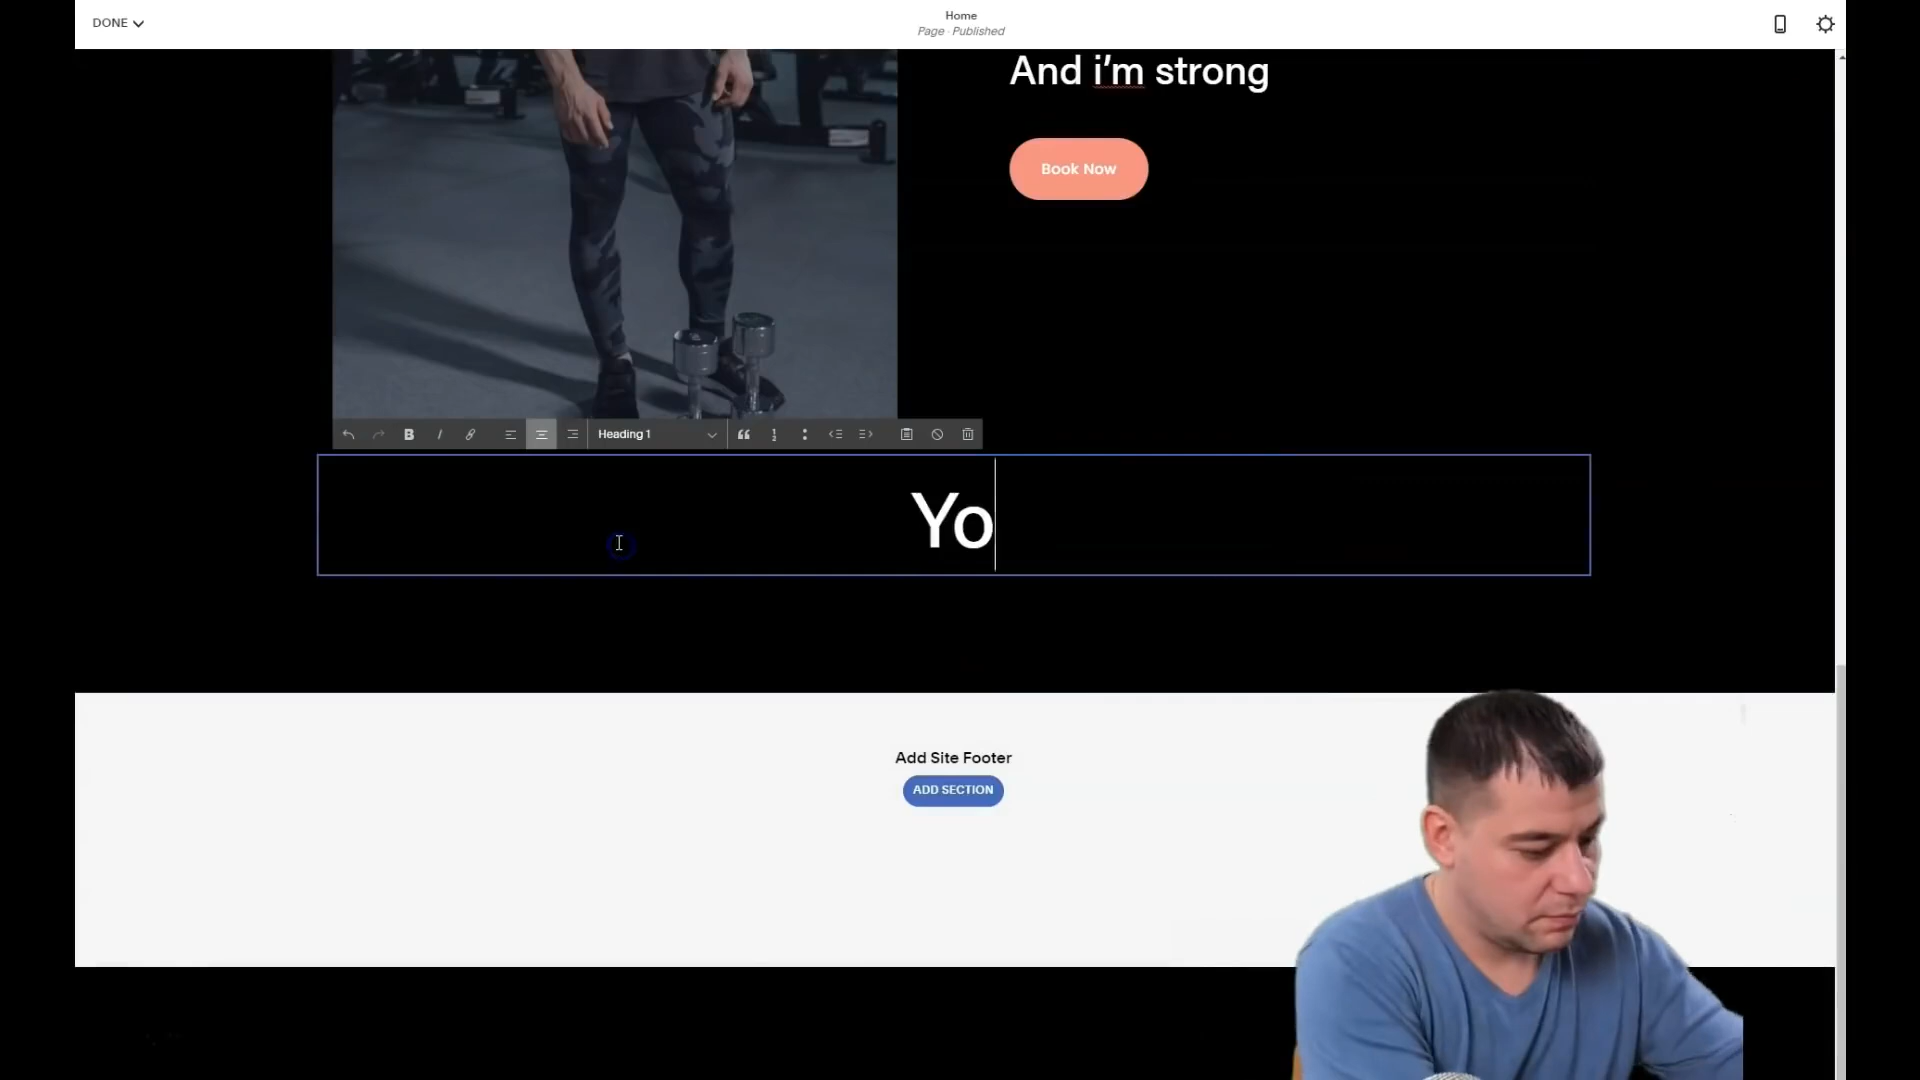 DONE
Home
Page · Published
And i'm strong
Book Now
B I Heading 1
Yo
Add Site Footer
ADD SECTION